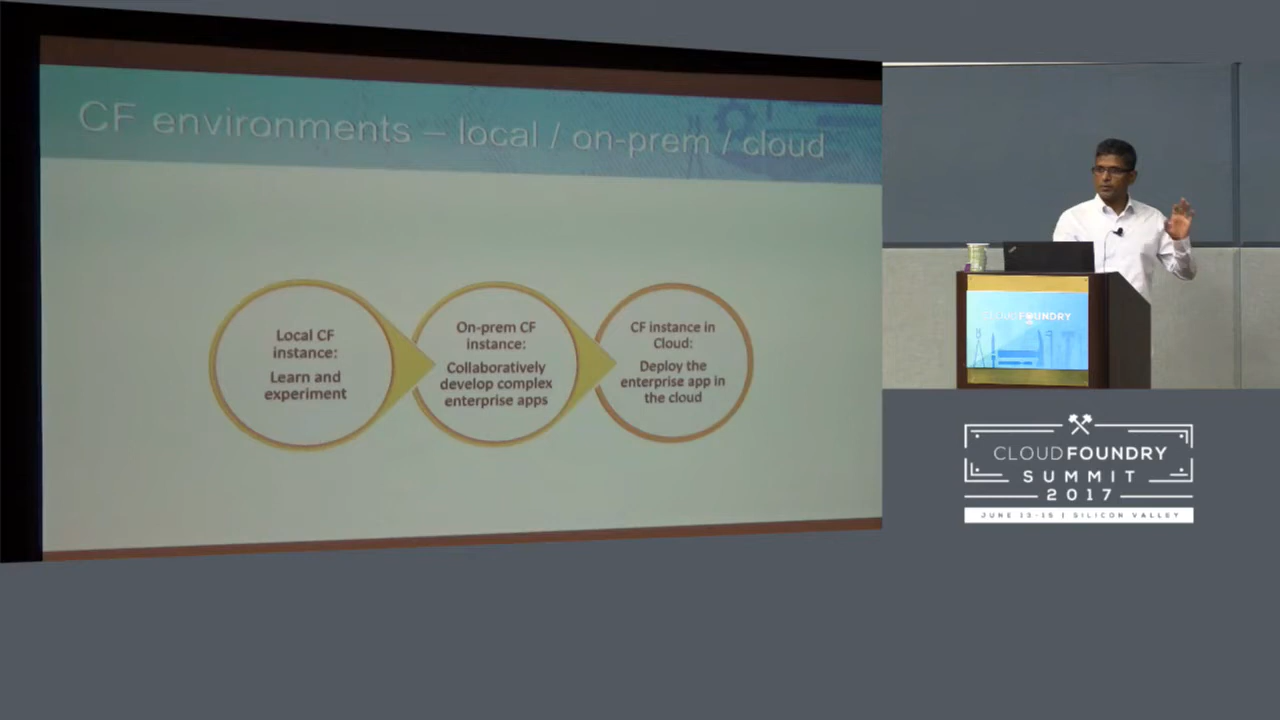 CF environments – local / on-prem / cloud
Local CF
instance:
Learn and
experiment
On-prem CF
instance:
Collaboratively
develop complex
enterprise apps
CF instance in
Cloud:
Deploy the
enterprise app in
the cloud
CLOUDFOUNDRY
CLOUDFOUNDRY
SUMMIT
2017
JUNE 13-15 | SILICON VALLEY